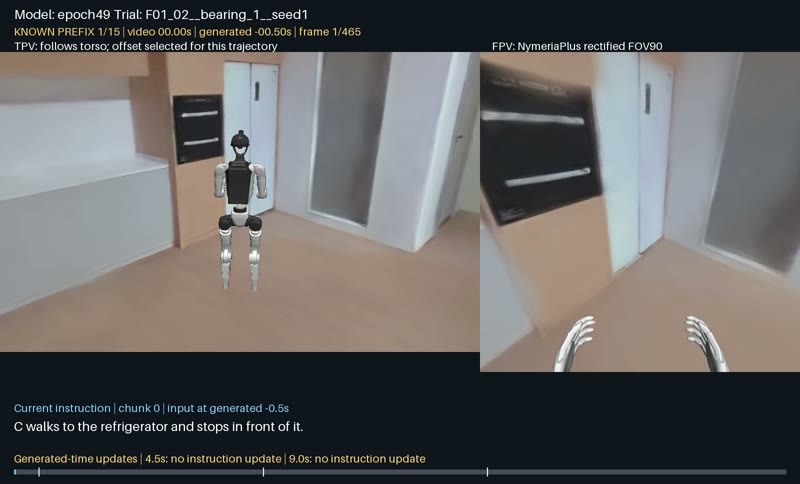 Model: epoch49 Trial: F01_02__bearing_1__seed1
KNOWN PREFIX 1/15 | video 00.00s | generated -00.50s | frame 1/465
TPV: follows torso; offset selected for this trajectory
FPV: NymeriaPlus rectified FOV90
Current instruction | chunk 0 | input at generated -0.5s
C walks to the refrigerator and stops in front of it.
Generated-time updates | 4.5s: no instruction update | 9.0s: no instruction update